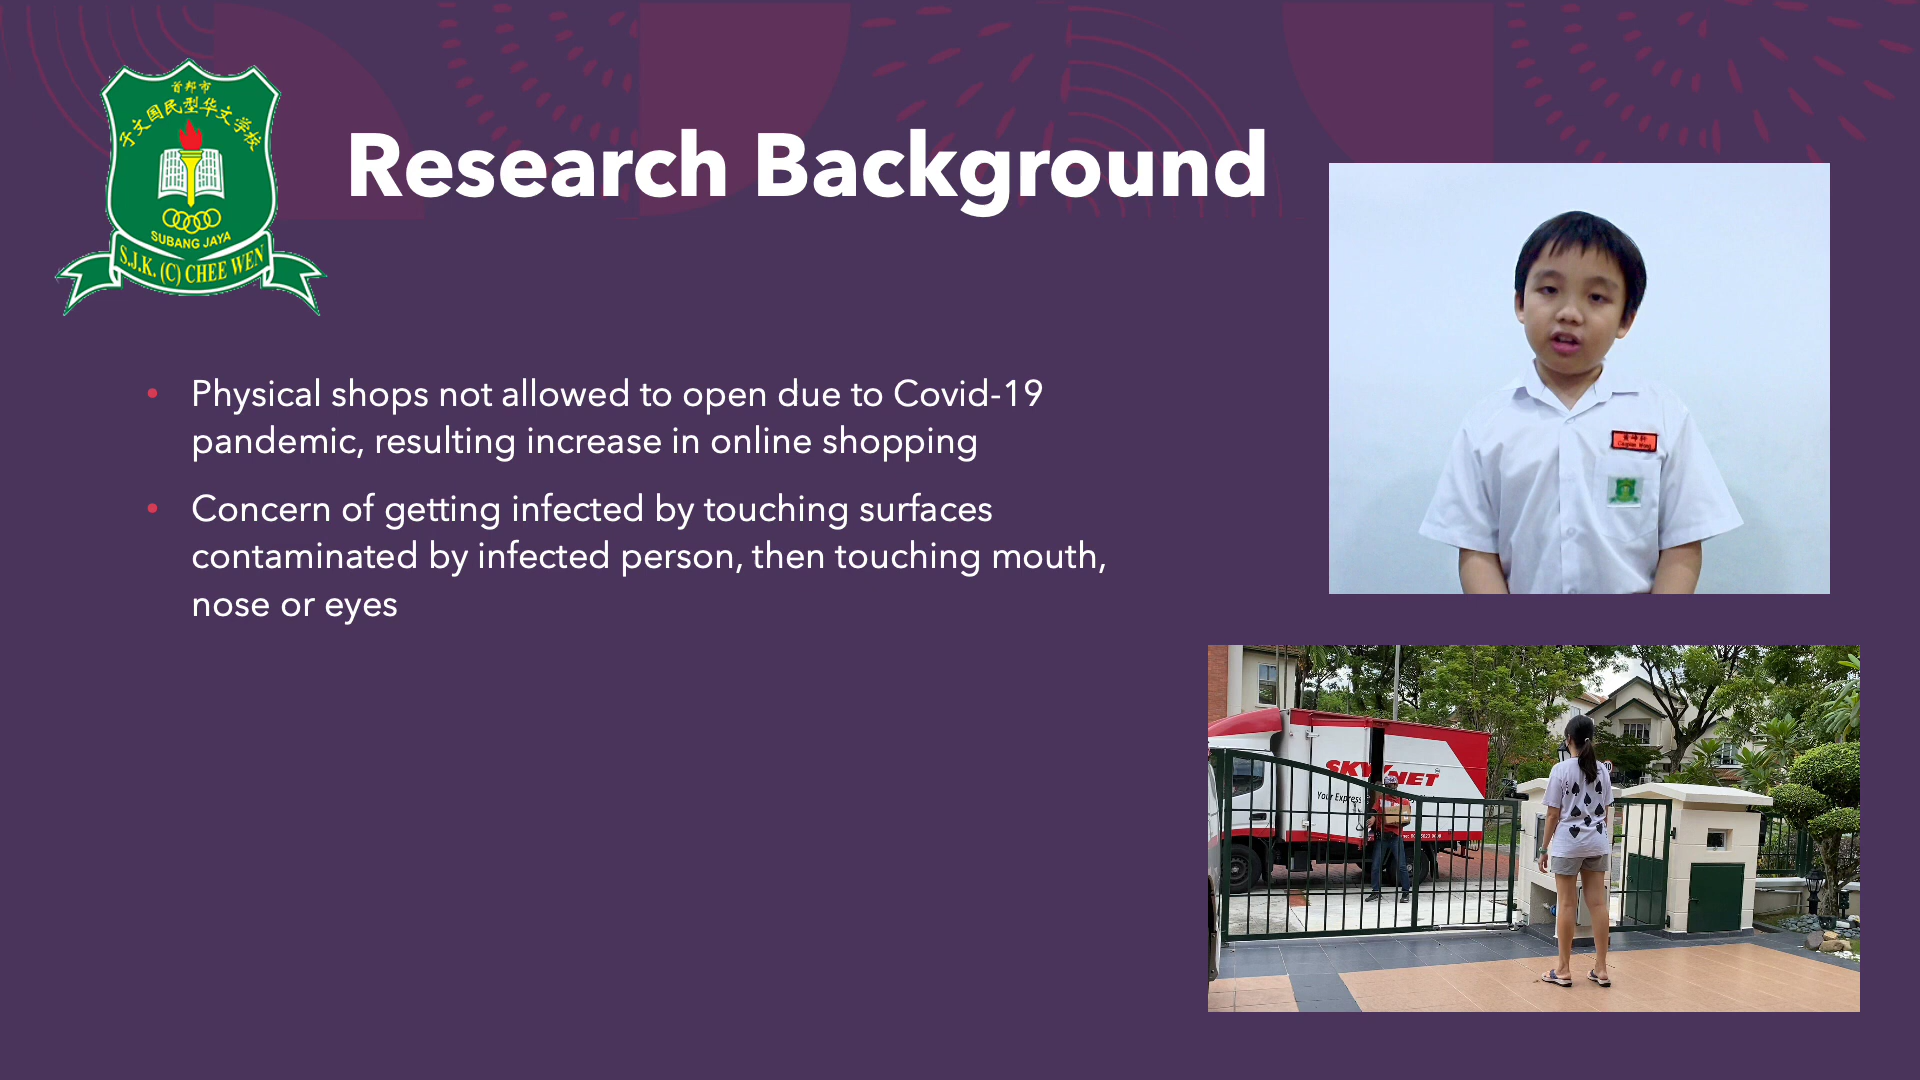 首邦市
子文国民型华文学校
SUBANG JAYA
S.J.K. (C) CHEE WEN
Research Background
Physical shops not allowed to open due to Covid-19
pandemic, resulting increase in online shopping
Concern of getting infected by touching surfaces
contaminated by infected person, then touching mouth,
nose or eyes
SKYNET
Your Express